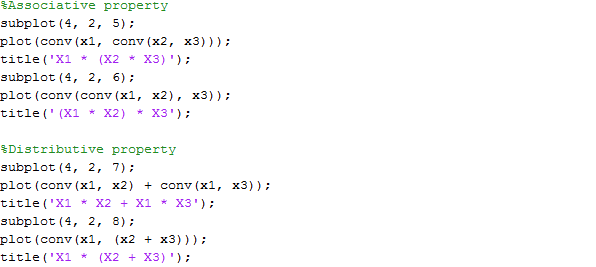 %Associative property
subplot(4, 2, 5);
plot(conv(x1, conv(x2, x3)));
title('X1 * (X2 * X3)');
subplot(4, 2, 6);
plot(conv(conv(x1, x2), x3));
title('(X1 * X2) * X3');
%Distributive property
subplot(4, 2, 7);
plot(conv(x1, x2) + conv(x1, x3));
title('X1 * X2 + X1 * X3');
subplot(4, 2, 8);
plot(conv(x1, (x2 + x3)));
title('X1 * (X2 + X3)');